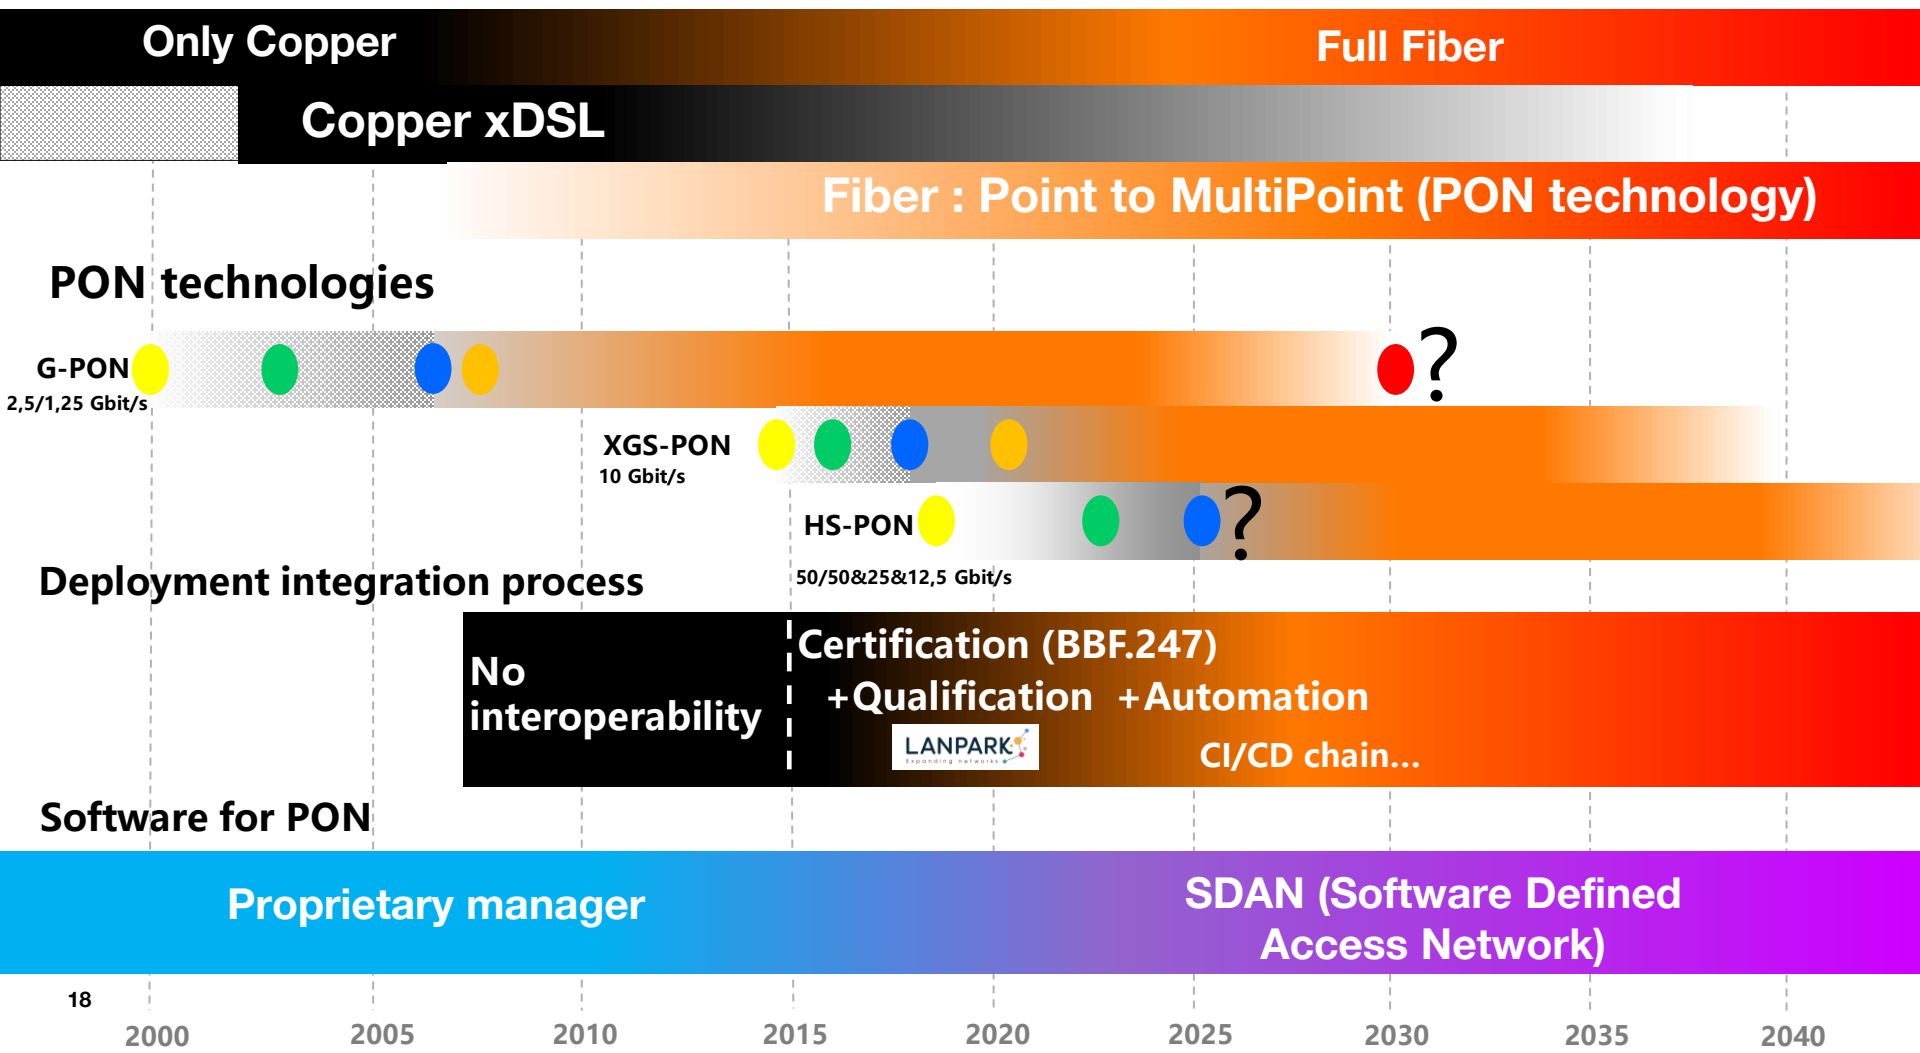 Only Copper
Full Fiber
Copper xDSL
Fiber : Point to MultiPoint (PON technology)
PON technologies
G-PON
2,5/1,25 Gbit/s
?
XGS-PON
10 Gbit/s
HS-PON
?
50/50&25&12,5 Gbit/s
Deployment integration process
No
interoperability
Certification (BBF.247)
+Qualification +Automation
LANPARK
Expanding networks
CI/CD chain...
Software for PON
Proprietary manager
SDAN (Software Defined
Access Network)
18
2000 2005 2010 2015 2020 2025 2030 2035 2040